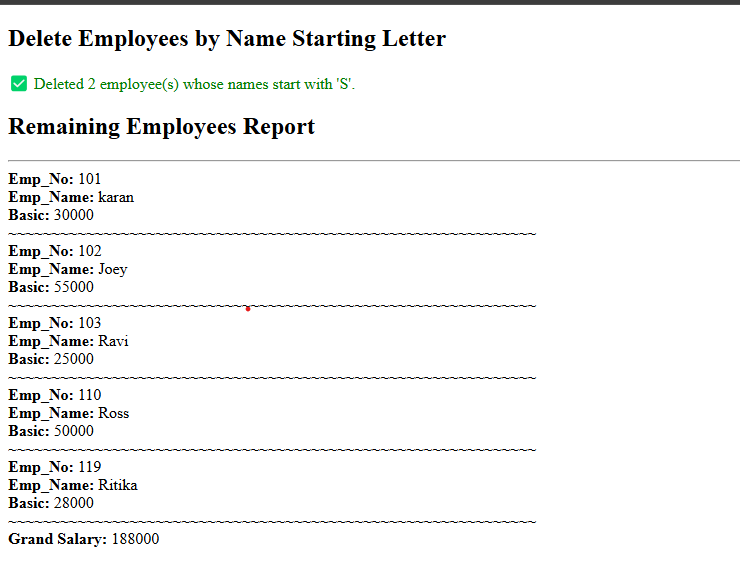 Delete Employees by Name Starting Letter
✅ Deleted 2 employee(s) whose names start with 'S'.
Remaining Employees Report
Emp_No: 101
Emp_Name: karan
Basic: 30000
~~~~~~~~~~~~~~~~~~~~~~~~~~~~~~~~~~~~~~~~~~~~~~~~~~~~~~~~~~~~~
Emp_No: 102
Emp_Name: Joey
Basic: 55000
~~~~~~~~~~~~~~~~~~~~~~~~~~~~~~~~~~~~~~~~~~~~~~~~~~~~~~~~~~~~~
Emp_No: 103
Emp_Name: Ravi
Basic: 25000
~~~~~~~~~~~~~~~~~~~~~~~~~~~~~~~~~~~~~~~~~~~~~~~~~~~~~~~~~~~~~
Emp_No: 110
Emp_Name: Ross
Basic: 50000
~~~~~~~~~~~~~~~~~~~~~~~~~~~~~~~~~~~~~~~~~~~~~~~~~~~~~~~~~~~~~
Emp_No: 119
Emp_Name: Ritika
Basic: 28000
~~~~~~~~~~~~~~~~~~~~~~~~~~~~~~~~~~~~~~~~~~~~~~~~~~~~~~~~~~~~~
Grand Salary: 188000